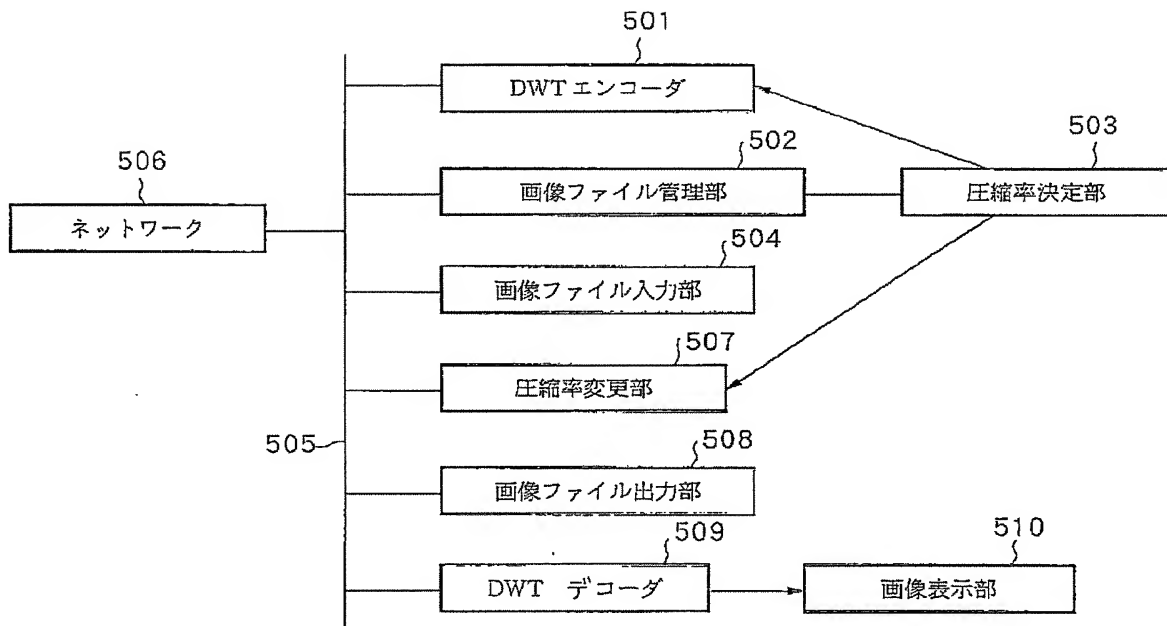 501
DWTエンコーダ
502
503
506
画像ファイル管理部
圧縮率決定部
ネットワーク
504
画像ファイル入力部
507
圧縮率変更部
505
508
画像ファイル出力部
509
510
DWT デコーダ
画像表示部